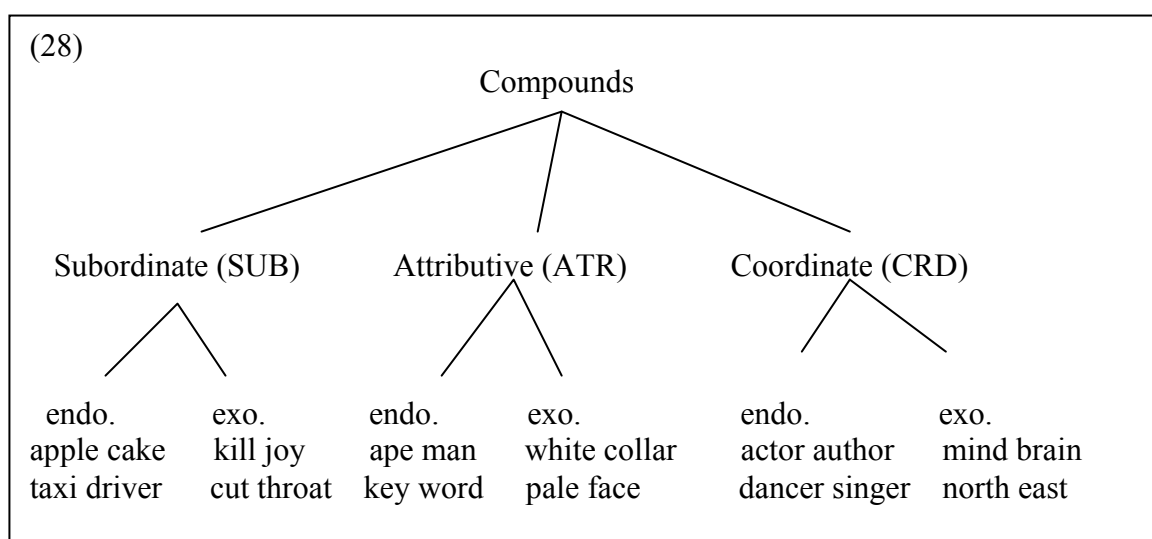 (28)
Compounds
Subordinate (SUB) Attributive (ATR) Coordinate (CRD)
endo. exo. endo. exo. endo. exo.
apple cake kill joy ape man white collar actor author mind brain
taxi driver cut throat key word pale face dancer singer north east